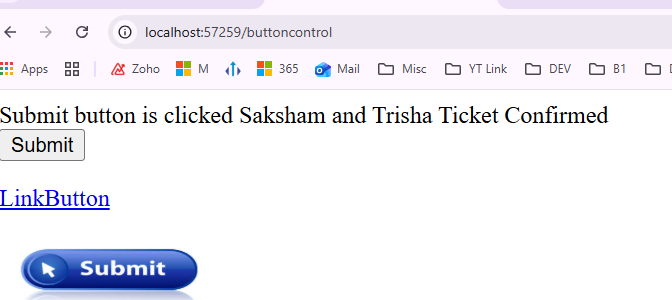 localhost:57259/buttoncontrol
Apps Zoho M 365 Mail Misc YT Link DEV B1
Submit button is clicked Saksham and Trisha Ticket Confirmed
Submit
LinkButton
Submit